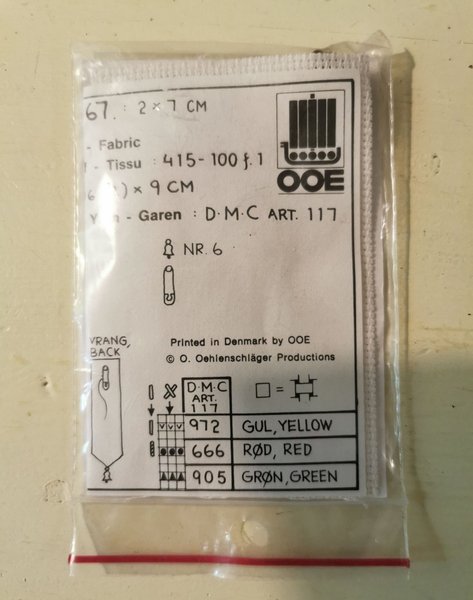 67. : 2 × 7 CM
- Fabric
- Tissu : 415-100 f. 1
) × 9 CM
- Garen : D·M·C ART. 117
OOE
NR. 6
VRANG,
BACK
Printed in Denmark by OOE
© O. Oehlenschläger Productions
D·M·C
ART.
117
□ =
972 GUL, YELLOW
666 RØD, RED
905 GRØN, GREEN